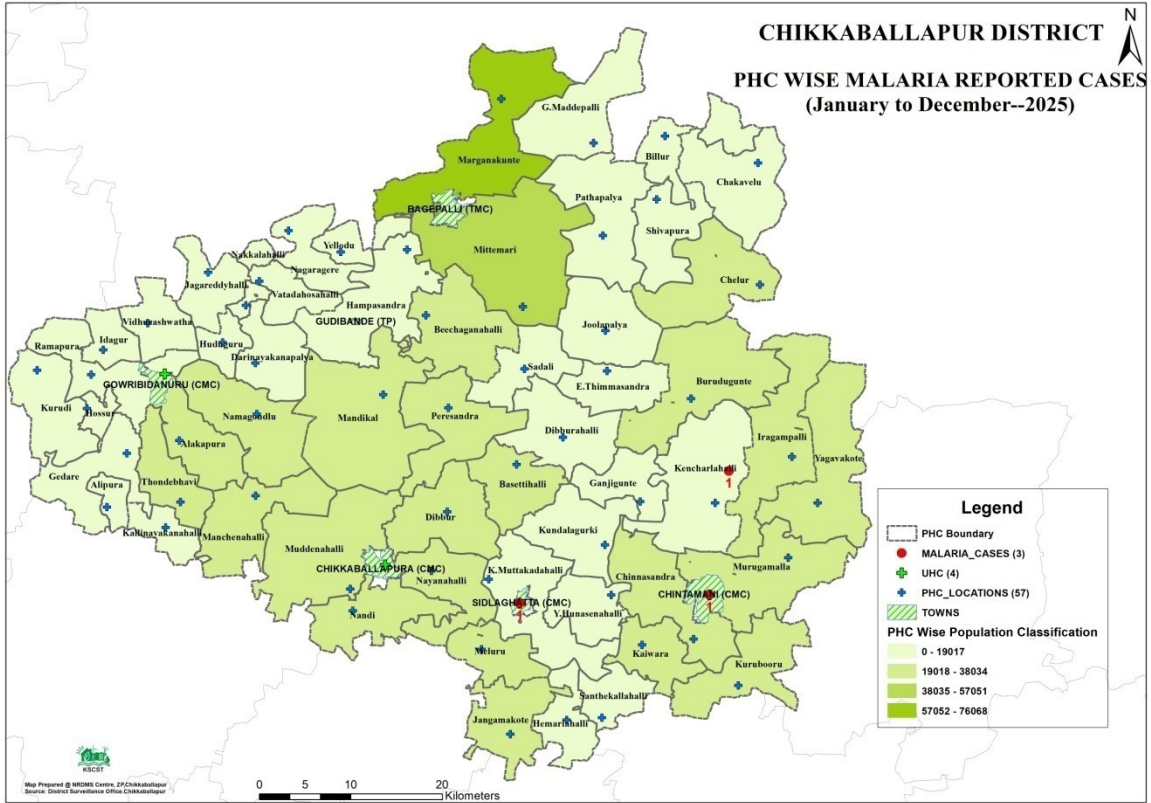 CHIKKABALLAPUR DISTRICT
N
PHC WISE MALARIA REPORTED CASES
(January to December--2025)
G.Maddepalli
Marganakunte
Billur
Chakavelu
Pathapalya
BAGEPALLI (TMC)
Shivapura
Mittemari
Yellodu
Nakkalahalli
Nagaragere
Jagareddyhalli
Chelur
Vatadahosahalli
Hampasandra
Vidhurashwatha
GUDIBANDE (TP)
Beechaganahalli
Joolapalya
Ramapura
Idagur
Huduguru
Darinayakanapalya
Sadali
E.Thimmasandra
GOWRIBIDANURU (CMC)
Burudugunte
Kurudi
Hossur
Namagondlu
Mandikal
Peresandra
Iragampalli
Dibburahalli
Alakapura
Yagavakote
Kencharlahalli
Gedare
Thondebhavi
Basettihalli
Ganjigunte
1
Alipura
Dibbur
Kallinayakanahalli
Manchenahalli
Kundalagurki
Muddenahalli
CHIKKABALLAPURA (CMC)
K.Muttakadahalli
Murugamalla
Nayanahalli
Chinnasandra
CHINTAMANI (CMC)
1
SIDLAGHATTA (CMC)
1
Y.Hunasenahalli
Nandi
Meluru
Kaiwara
Kurubooru
Santhekallahalli
Jangamakote
Hemarlahalli
Legend
PHC Boundary
MALARIA_CASES (3)
UHC (4)
PHC_LOCATIONS (57)
TOWNS
PHC Wise Population Classification
0 - 19017
19018 - 38034
38035 - 57051
57052 - 76068
KSCST
Map Prepared @ NRDMS Centre, ZP,Chikkaballapur
Source: District Surveillance Office.Chikkaballapur
0 5 10 20
Kilometers